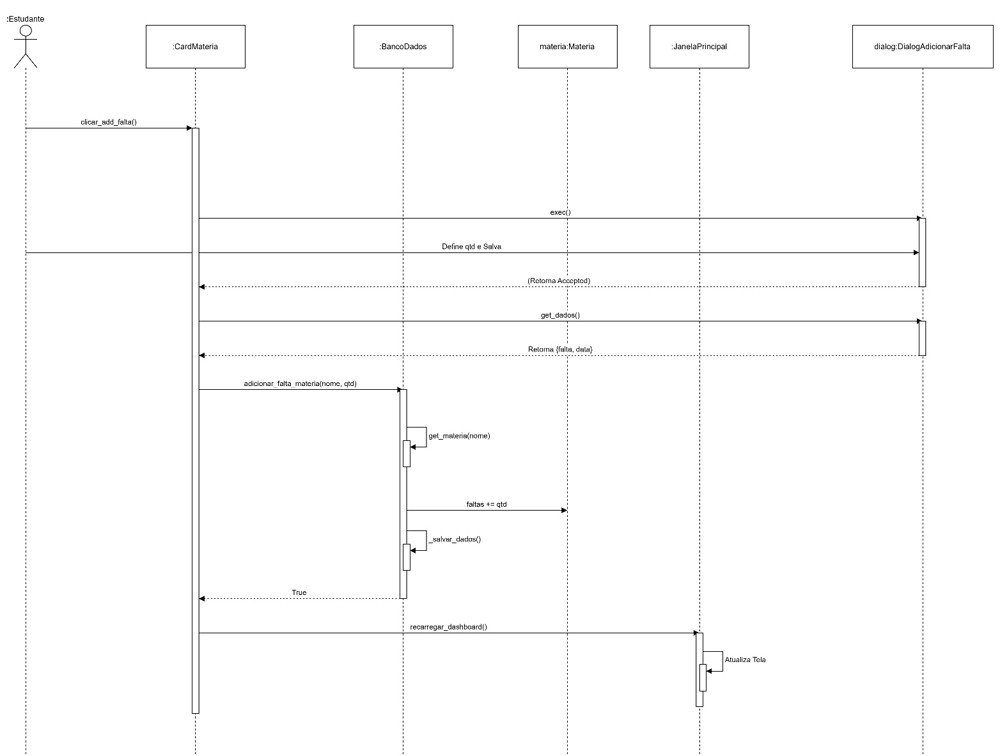 :Estudante
:CardMateria
:BancoDados
materia:Materia
:JanelaPrincipal
dialog:DialogAdicionarFalta
clicar_add_falta()
exec()
Define qtd e Salva
(Retorna Accepted)
get_dados()
Retorna {falta, data}
adicionar_falta_materia(nome, qtd)
get_materia(nome)
faltas += qtd
_salvar_dados()
True
recarregar_dashboard()
Atualiza Tela